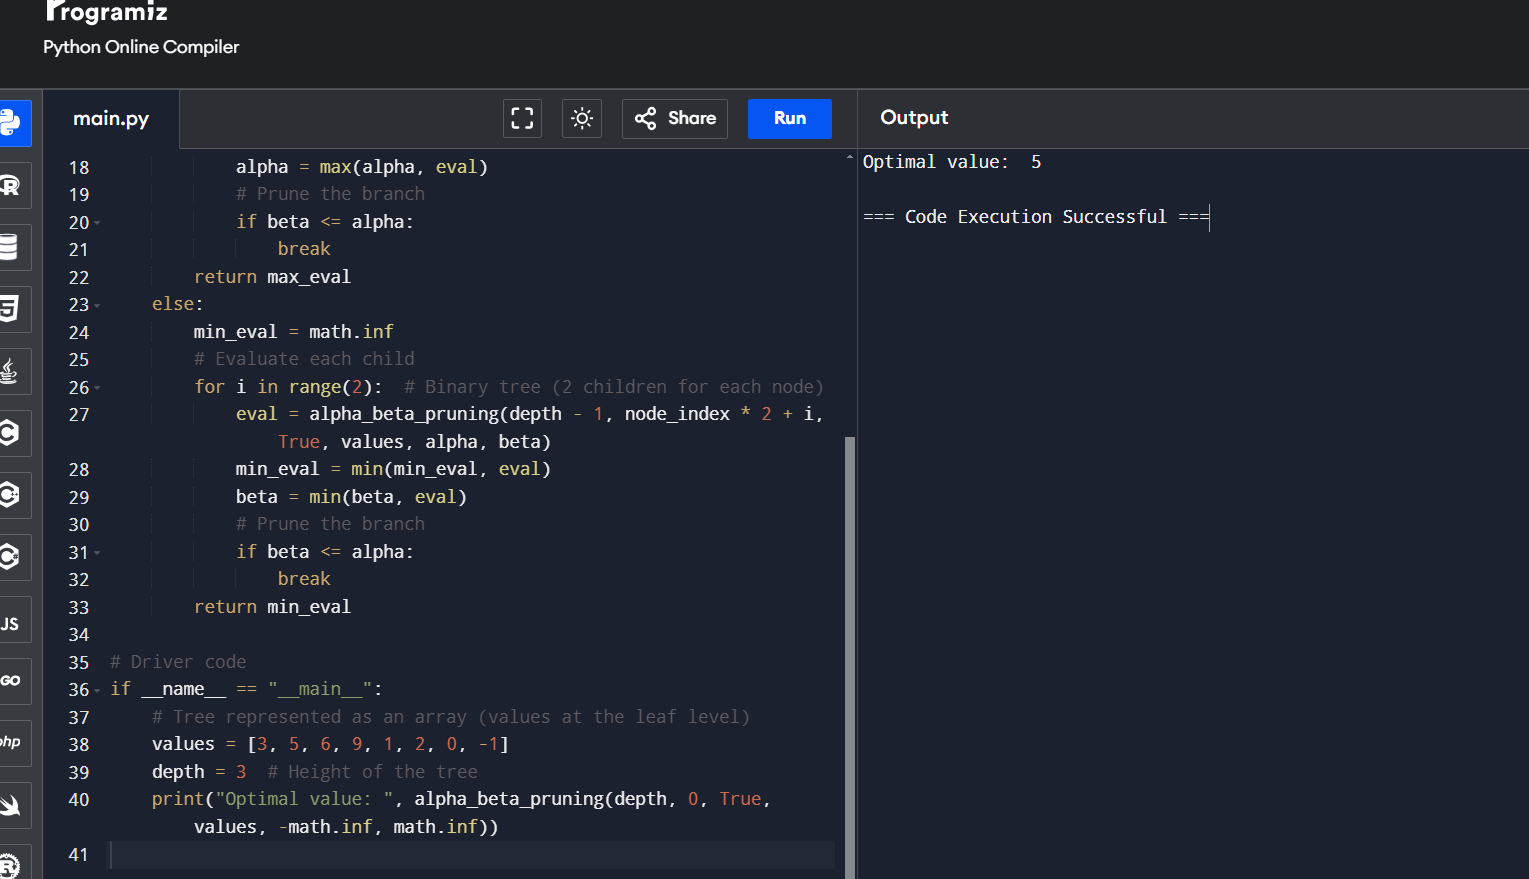 Programiz
Python Online Compiler
main.py
Share
Run
Output
18 alpha = max(alpha, eval)
19 # Prune the branch
20 if beta <= alpha:
21 break
22 return max_eval
23 else:
24 min_eval = math.inf
25 # Evaluate each child
26 for i in range(2):  # Binary tree (2 children for each node)
27 eval = alpha_beta_pruning(depth - 1, node_index * 2 + i,
True, values, alpha, beta)
28 min_eval = min(min_eval, eval)
29 beta = min(beta, eval)
30 # Prune the branch
31 if beta <= alpha:
32 break
33 return min_eval
34
35 # Driver code
36 if __name__ == "__main__":
37 # Tree represented as an array (values at the leaf level)
38 values = [3, 5, 6, 9, 1, 2, 0, -1]
39 depth = 3  # Height of the tree
40 print("Optimal value: ", alpha_beta_pruning(depth, 0, True,
values, -math.inf, math.inf))
41
Optimal value:  5
=== Code Execution Successful ===
R
5
C
C
C#
JS
GO
php
R